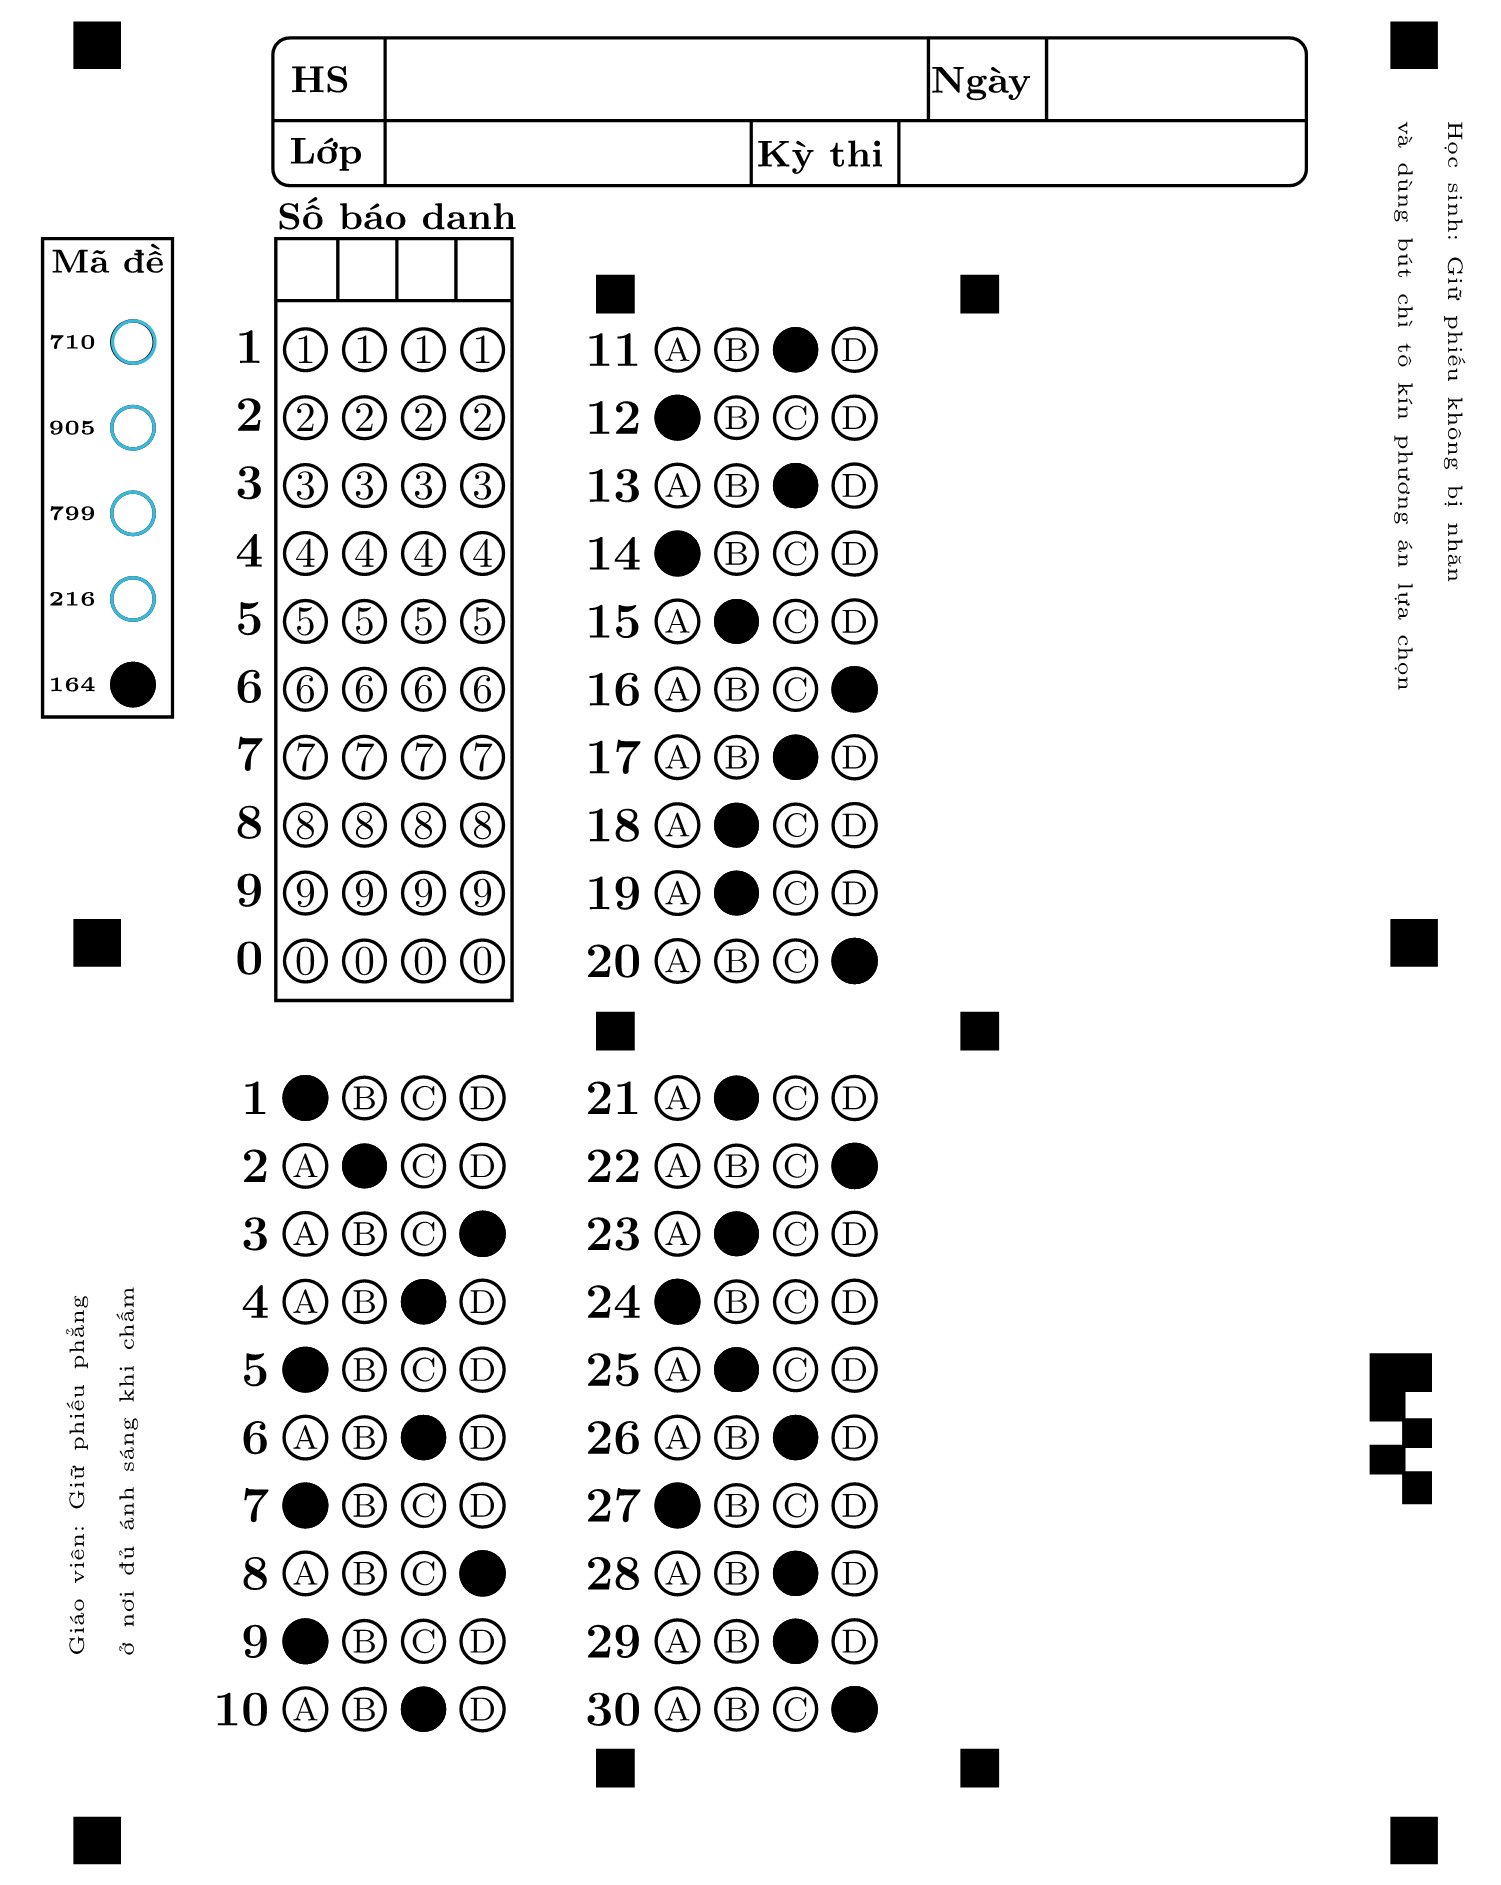 HS Ngày
Lớp Kỳ thi
Học sinh: Giữ phiếu không bị nhăn
và dùng bút chì tô kín phương án lựa chọn
Mã đề
710
905
799
216
164
Số báo danh
1 1 1 1 1
2 2 2 2 2
3 3 3 3 3
4 4 4 4 4
5 5 5 5 5
6 6 6 6 6
7 7 7 7 7
8 8 8 8 8
9 9 9 9 9
0 0 0 0 0
11 A B D
12 B C D
13 A B D
14 B C D
15 A C D
16 A B C
17 A B D
18 A C D
19 A C D
20 A B C
1 B C D
2 A C D
3 A B C
4 A B D
5 B C D
6 A B D
7 B C D
8 A B C
9 B C D
10 A B D
21 A C D
22 A B C
23 A C D
24 B C D
25 A C D
26 A B D
27 B C D
28 A B D
29 A B D
30 A B C
Giáo viên: Giữ phiếu phẳng
ở nơi đủ ánh sáng khi chấm